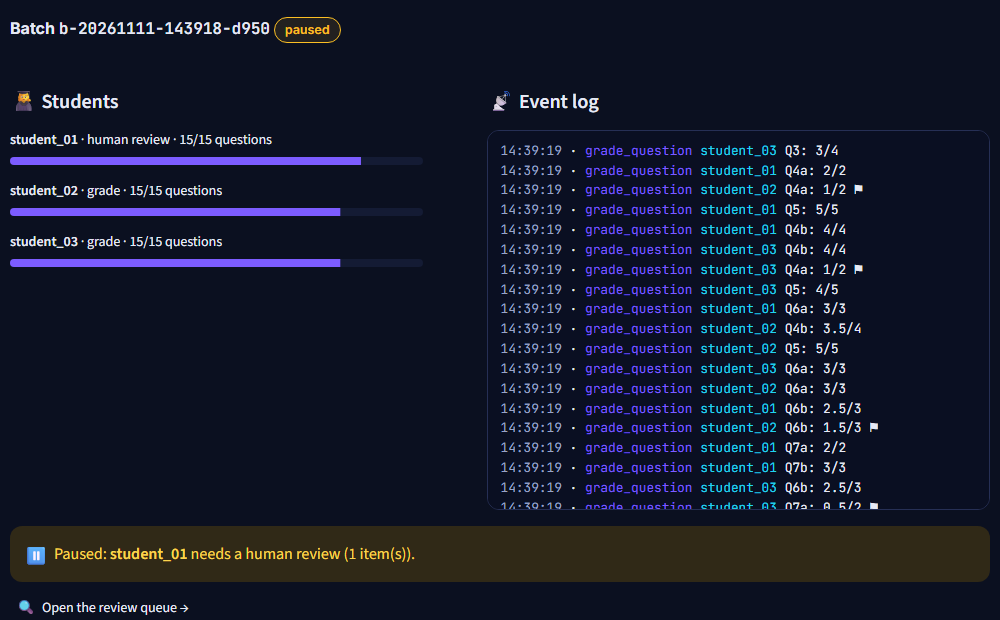 Batch b-20261111-143918-d950 paused
Students
student_01 · human review · 15/15 questions
student_02 · grade · 15/15 questions
student_03 · grade · 15/15 questions
Event log
14:39:19 · grade_question student_03 Q3: 3/4
14:39:19 · grade_question student_01 Q4a: 2/2
14:39:19 · grade_question student_02 Q4a: 1/2
14:39:19 · grade_question student_01 Q5: 5/5
14:39:19 · grade_question student_01 Q4b: 4/4
14:39:19 · grade_question student_03 Q4b: 4/4
14:39:19 · grade_question student_03 Q4a: 1/2
14:39:19 · grade_question student_03 Q5: 4/5
14:39:19 · grade_question student_01 Q6a: 3/3
14:39:19 · grade_question student_02 Q4b: 3.5/4
14:39:19 · grade_question student_02 Q5: 5/5
14:39:19 · grade_question student_03 Q6a: 3/3
14:39:19 · grade_question student_02 Q6a: 3/3
14:39:19 · grade_question student_01 Q6b: 2.5/3
14:39:19 · grade_question student_02 Q6b: 1.5/3
14:39:19 · grade_question student_01 Q7a: 2/2
14:39:19 · grade_question student_01 Q7b: 3/3
14:39:19 · grade_question student_03 Q6b: 2.5/3
14:39:19 · grade_question student_03 Q7a: 0.5/2
Paused: student_01 needs a human review (1 item(s)).
Open the review queue →